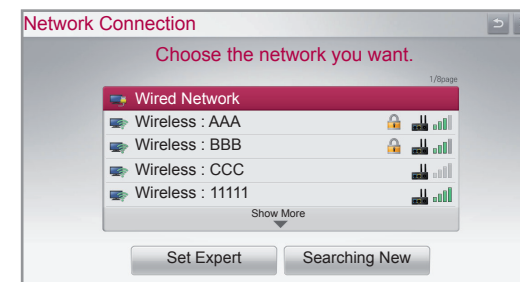 Network Connection
Choose the network you want.
1/8page
Wired Network
Wireless : AAA
Wireless : BBB
Wireless : CCC
Wireless : 11111
Show More
Set Expert
Searching New